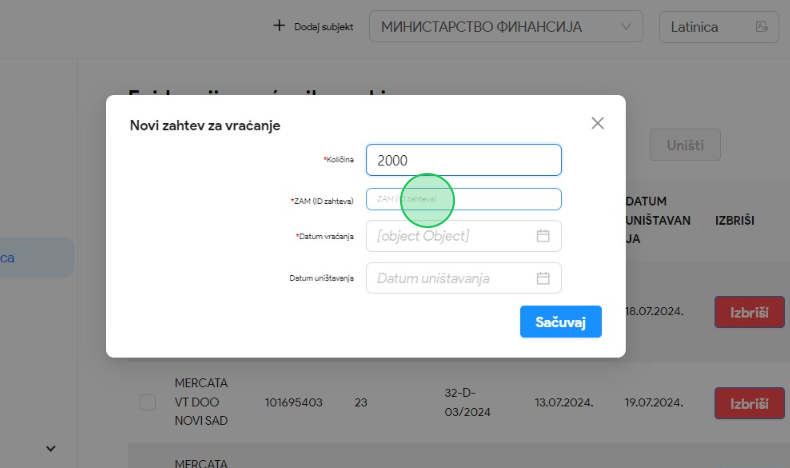 + Dodaj subjekt
МИНИСТАРСТВО ФИНАНСИЈА
Latinica
Novi zahtev za vraćanje
Uništi
*Količina
2000
*ZAM (ID zahteva)
ZAM (ID zahteva)
*Datum vraćanja
[object Object]
Datum uništavanja
Datum uništavanja
Sačuvaj
ca
DATUM
UNIŠTAVAN
JA
IZBRIŠI
18.07.2024.
Izbriši
MERCATA
VT DOO
NOVI SAD
101695403
23
32-D-
03/2024
13.07.2024.
19.07.2024.
Izbriši
MERCATA